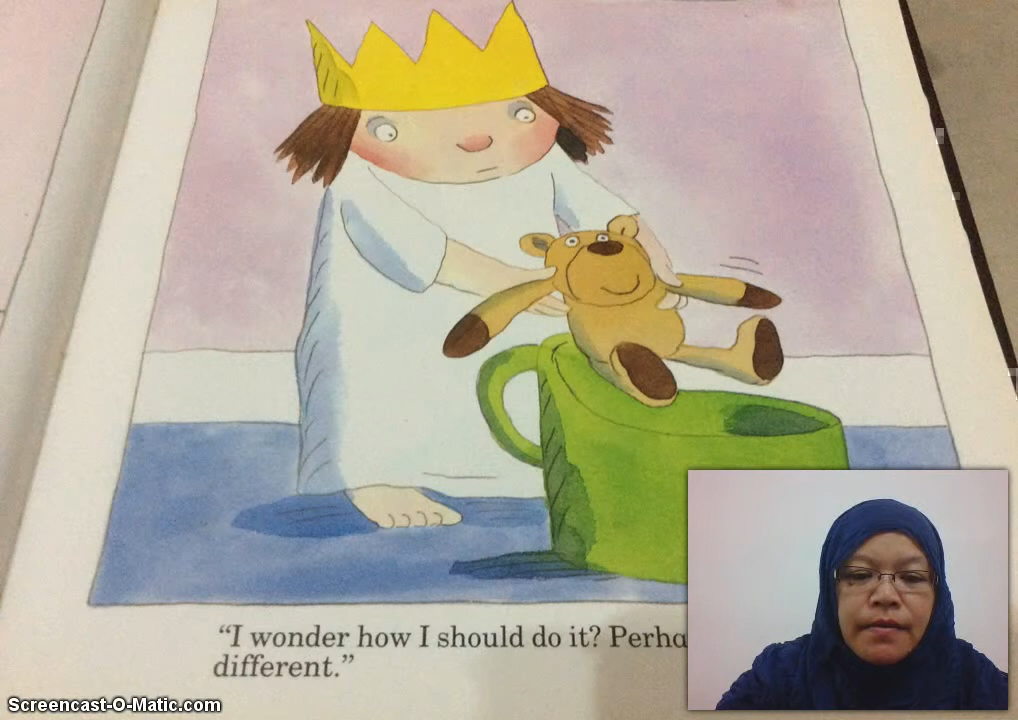 “I wonder how I should do it? Perha
different.”
Screencast-O-Matic.com